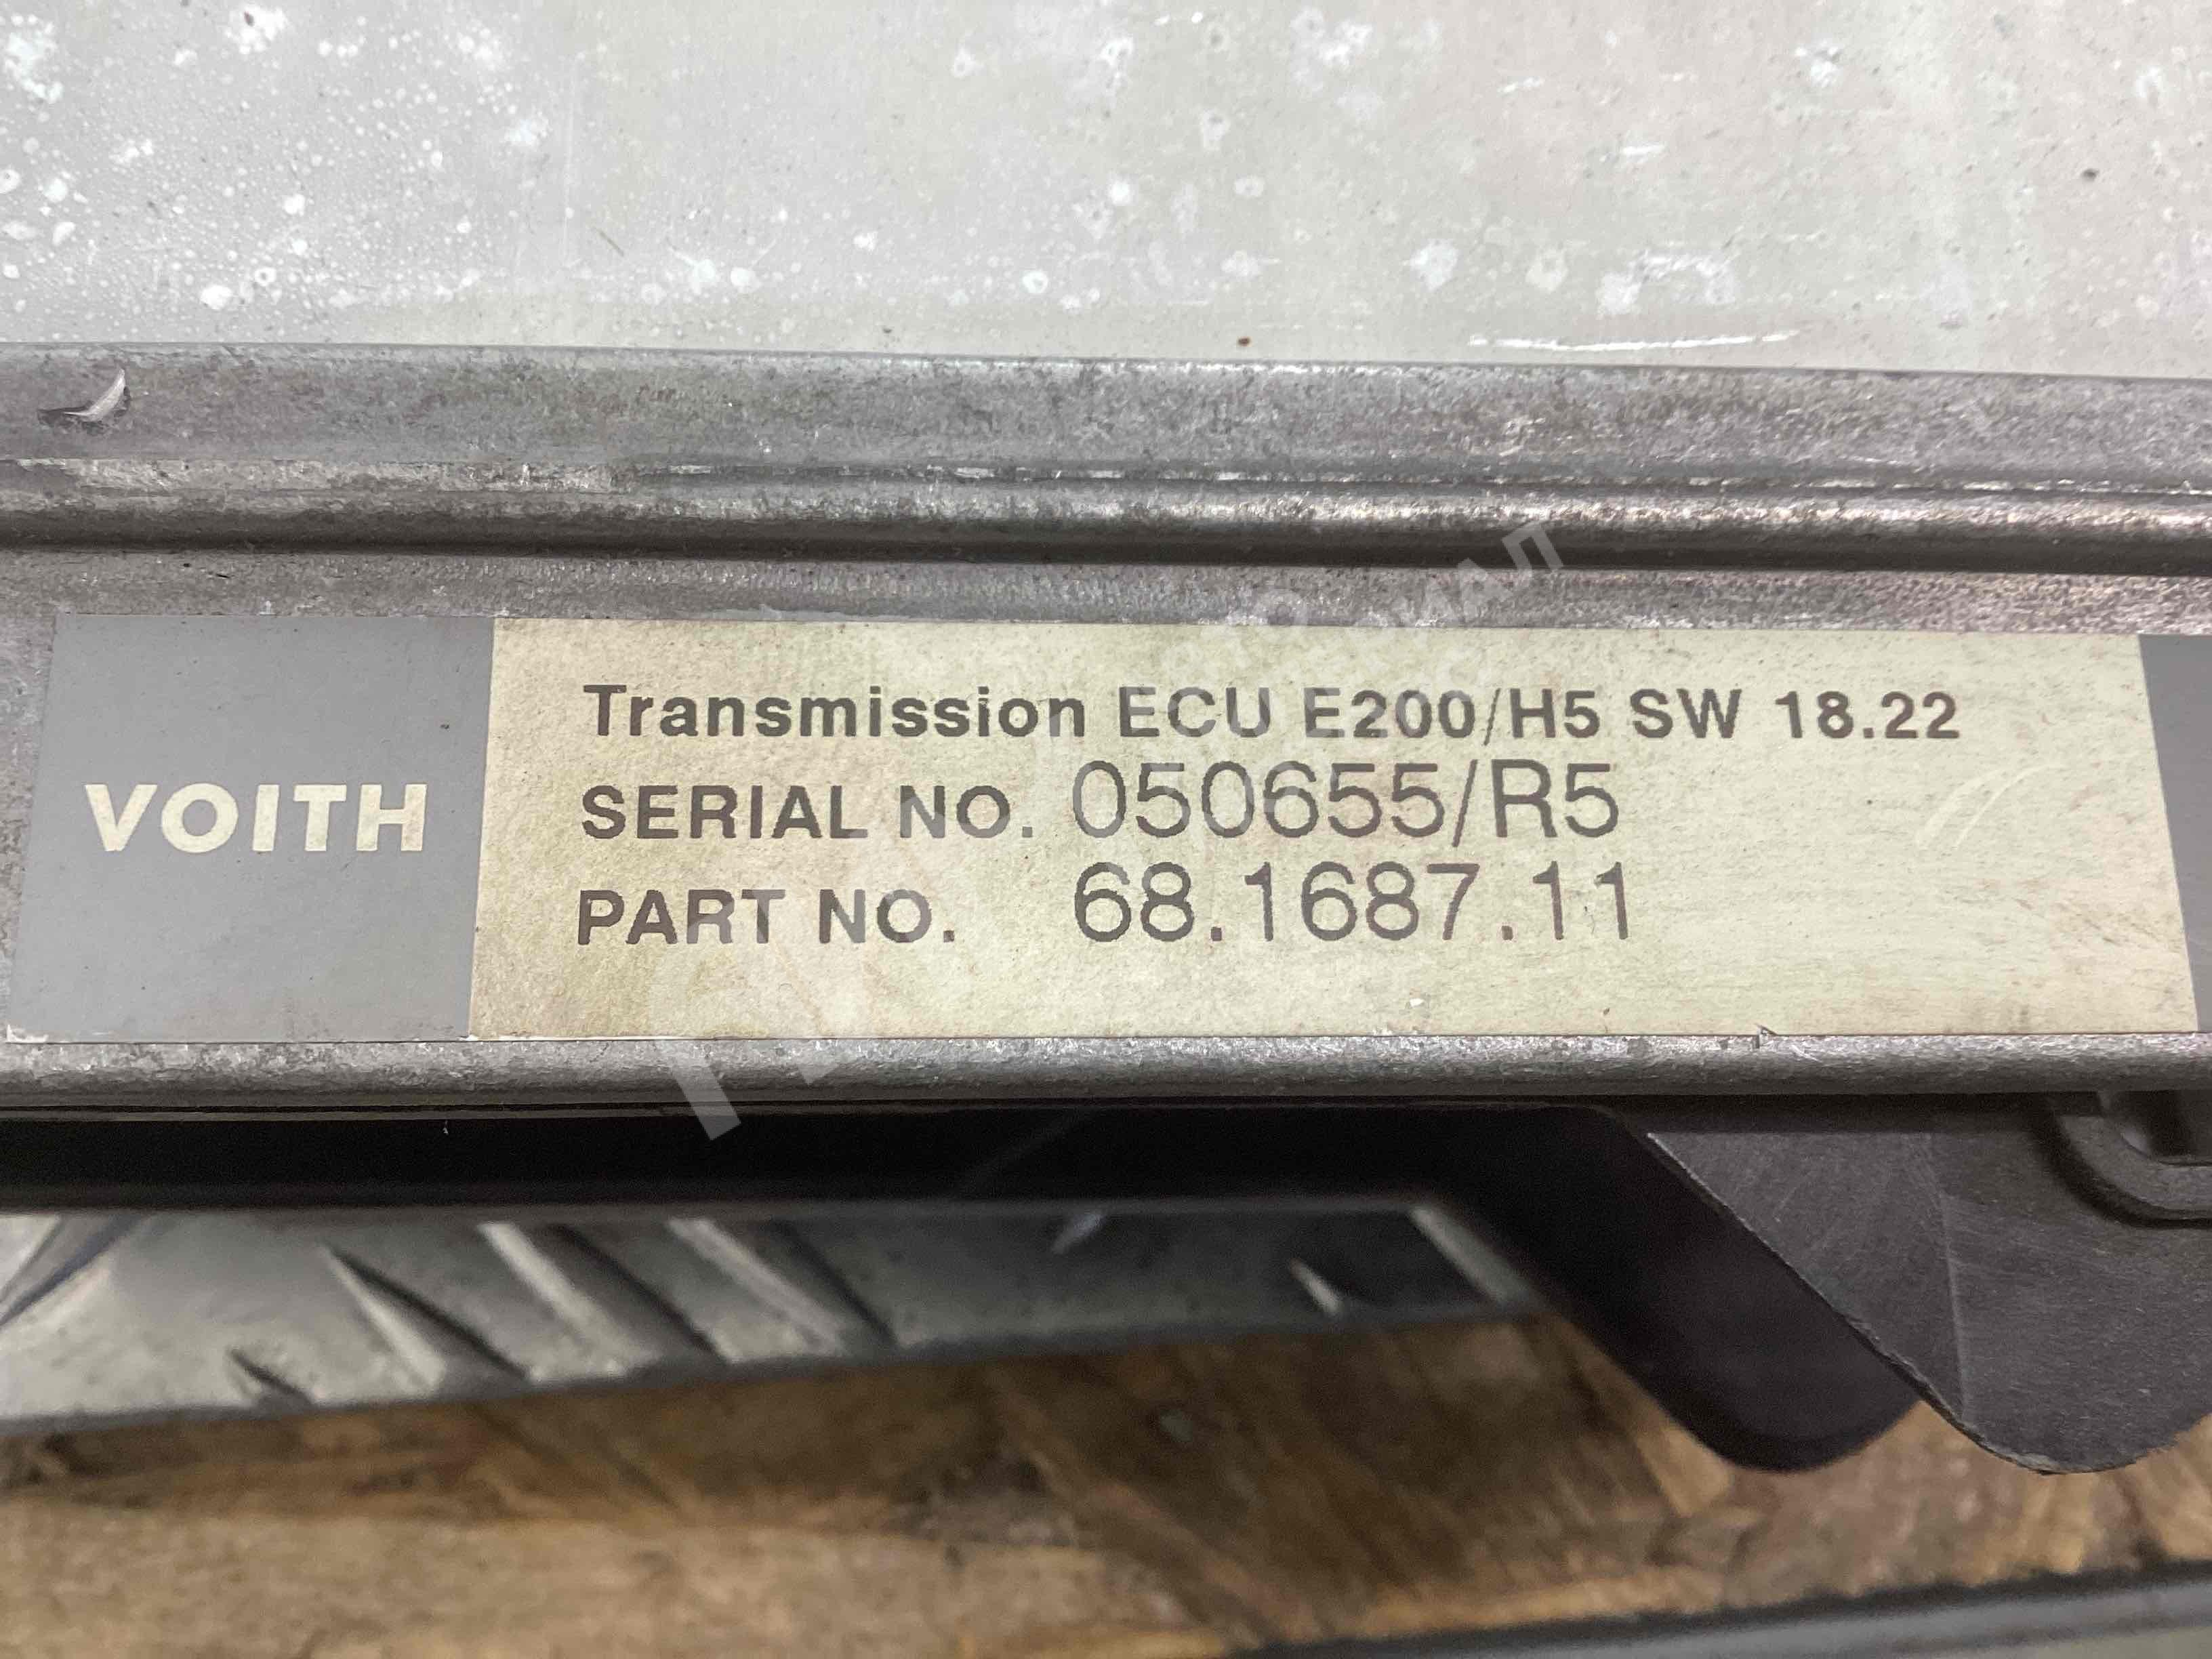 VOITH
Transmission ECU E200/H5 SW 18.22
SERIAL NO. 050655/R5
PART NO. 68.1687.11